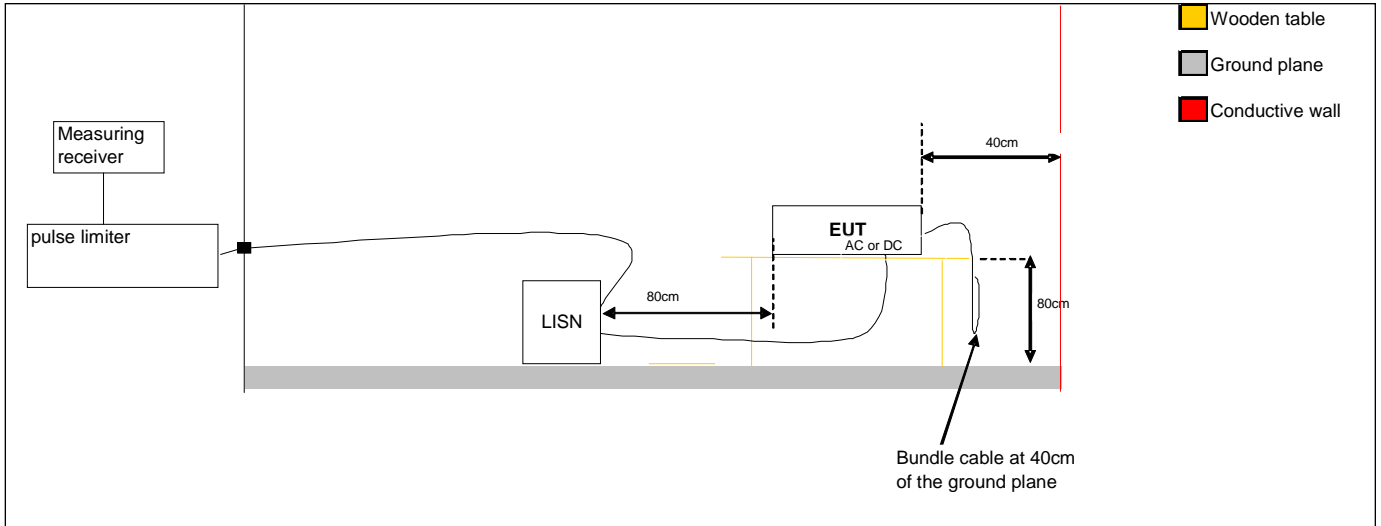 Wooden table
Ground plane
Conductive wall
Measuring
receiver
40cm
pulse limiter
EUT
AC or DC
80cm
LISN
80cm
Bundle cable at 40cm
of the ground plane